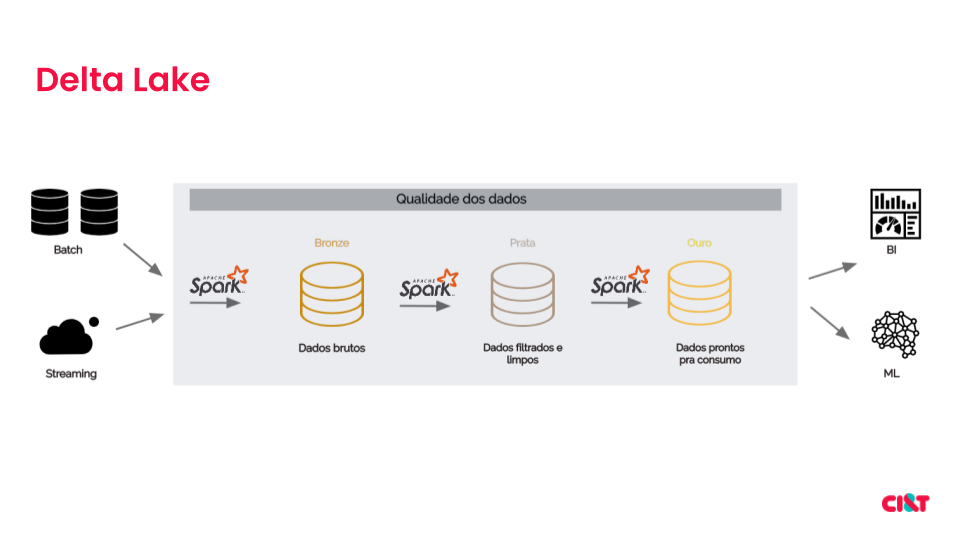 Delta Lake
Qualidade dos dados
Batch
Streaming
APACHE
Spark
Bronze
Dados brutos
APACHE
Spark
Prata
Dados filtrados e
limpos
APACHE
Spark
Ouro
Dados prontos
pra consumo
BI
ML
CI&T